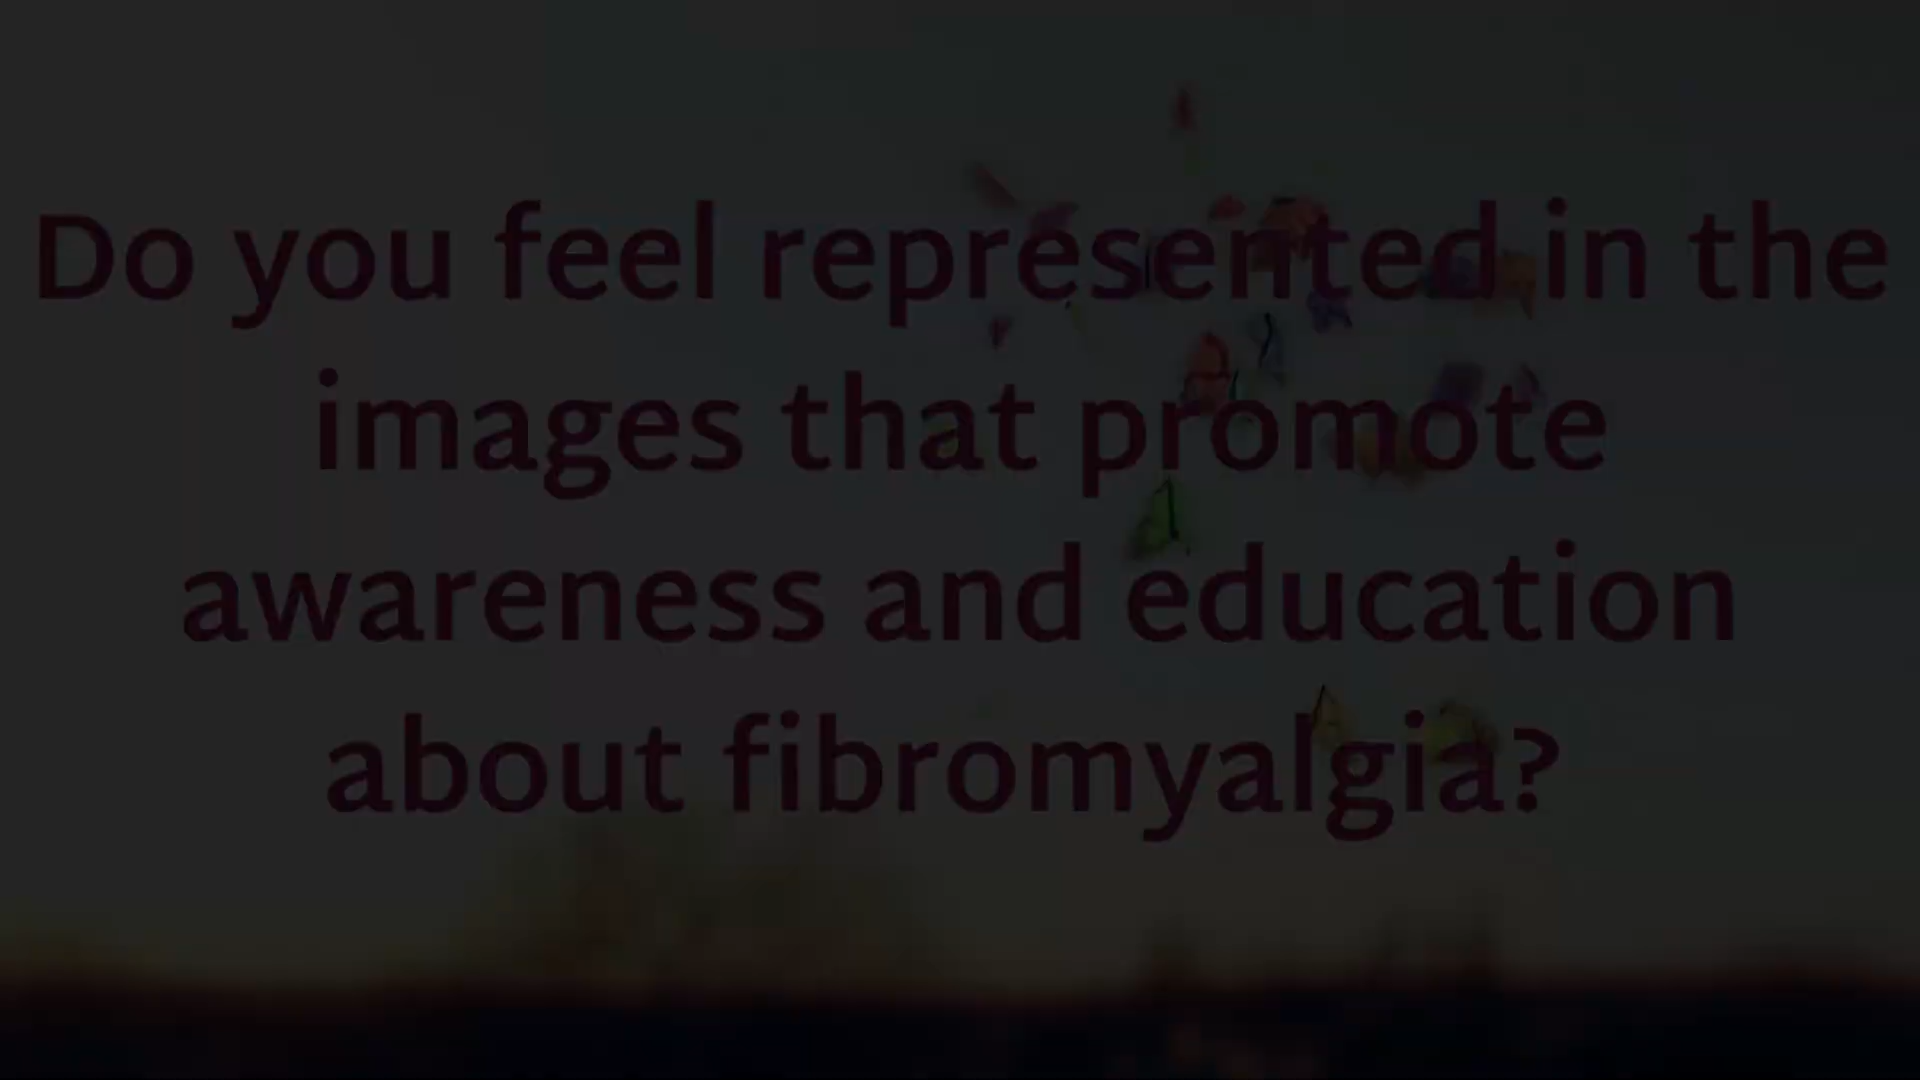 Do you feel represented in the
images that promote
awareness and education
about fibromyalgia?